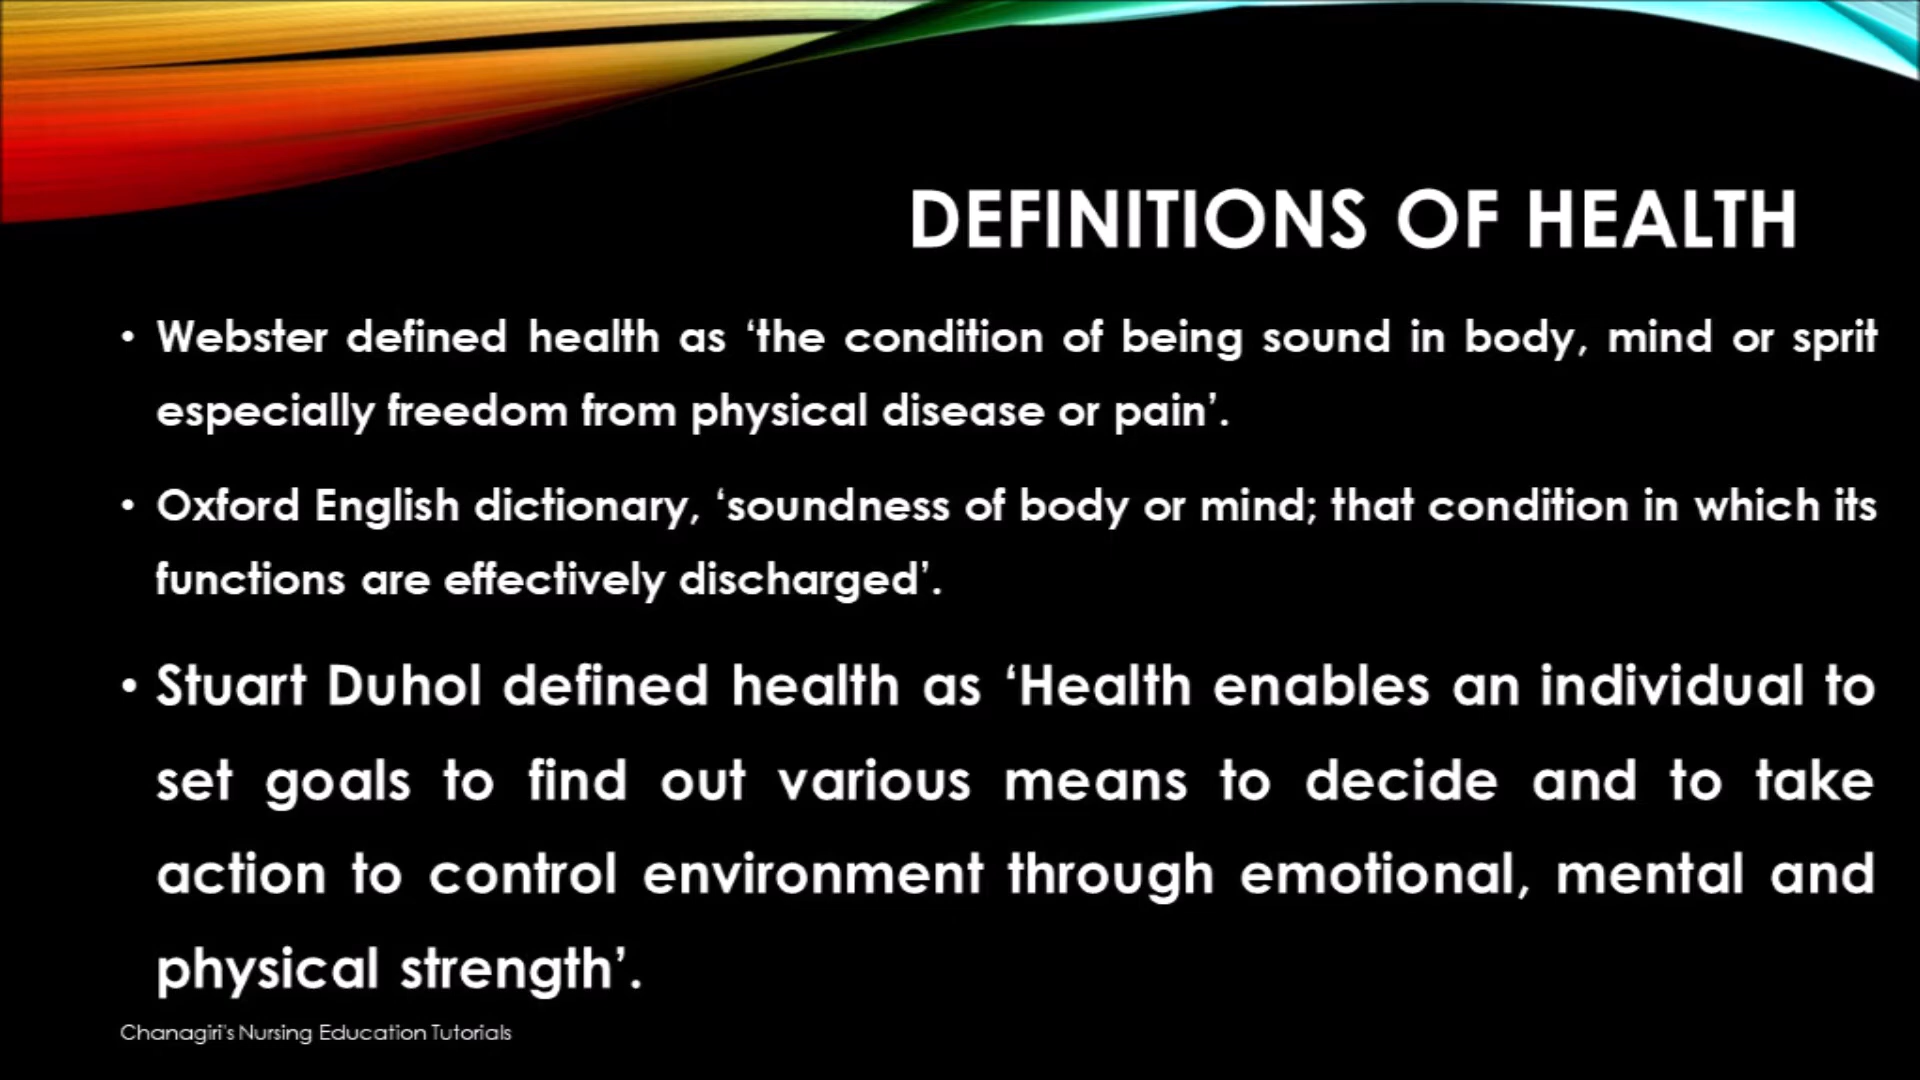 DEFINITIONS OF HEALTH
• Webster defined health as ‘the condition of being sound in body, mind or sprit
especially freedom from physical disease or pain’.
• Oxford English dictionary, ‘soundness of body or mind; that condition in which its
functions are effectively discharged’.
• Stuart Duhol defined health as ‘Health enables an individual to
set goals to find out various means to decide and to take
action to control environment through emotional, mental and
physical strength’.
Chanagiri's Nursing Education Tutorials